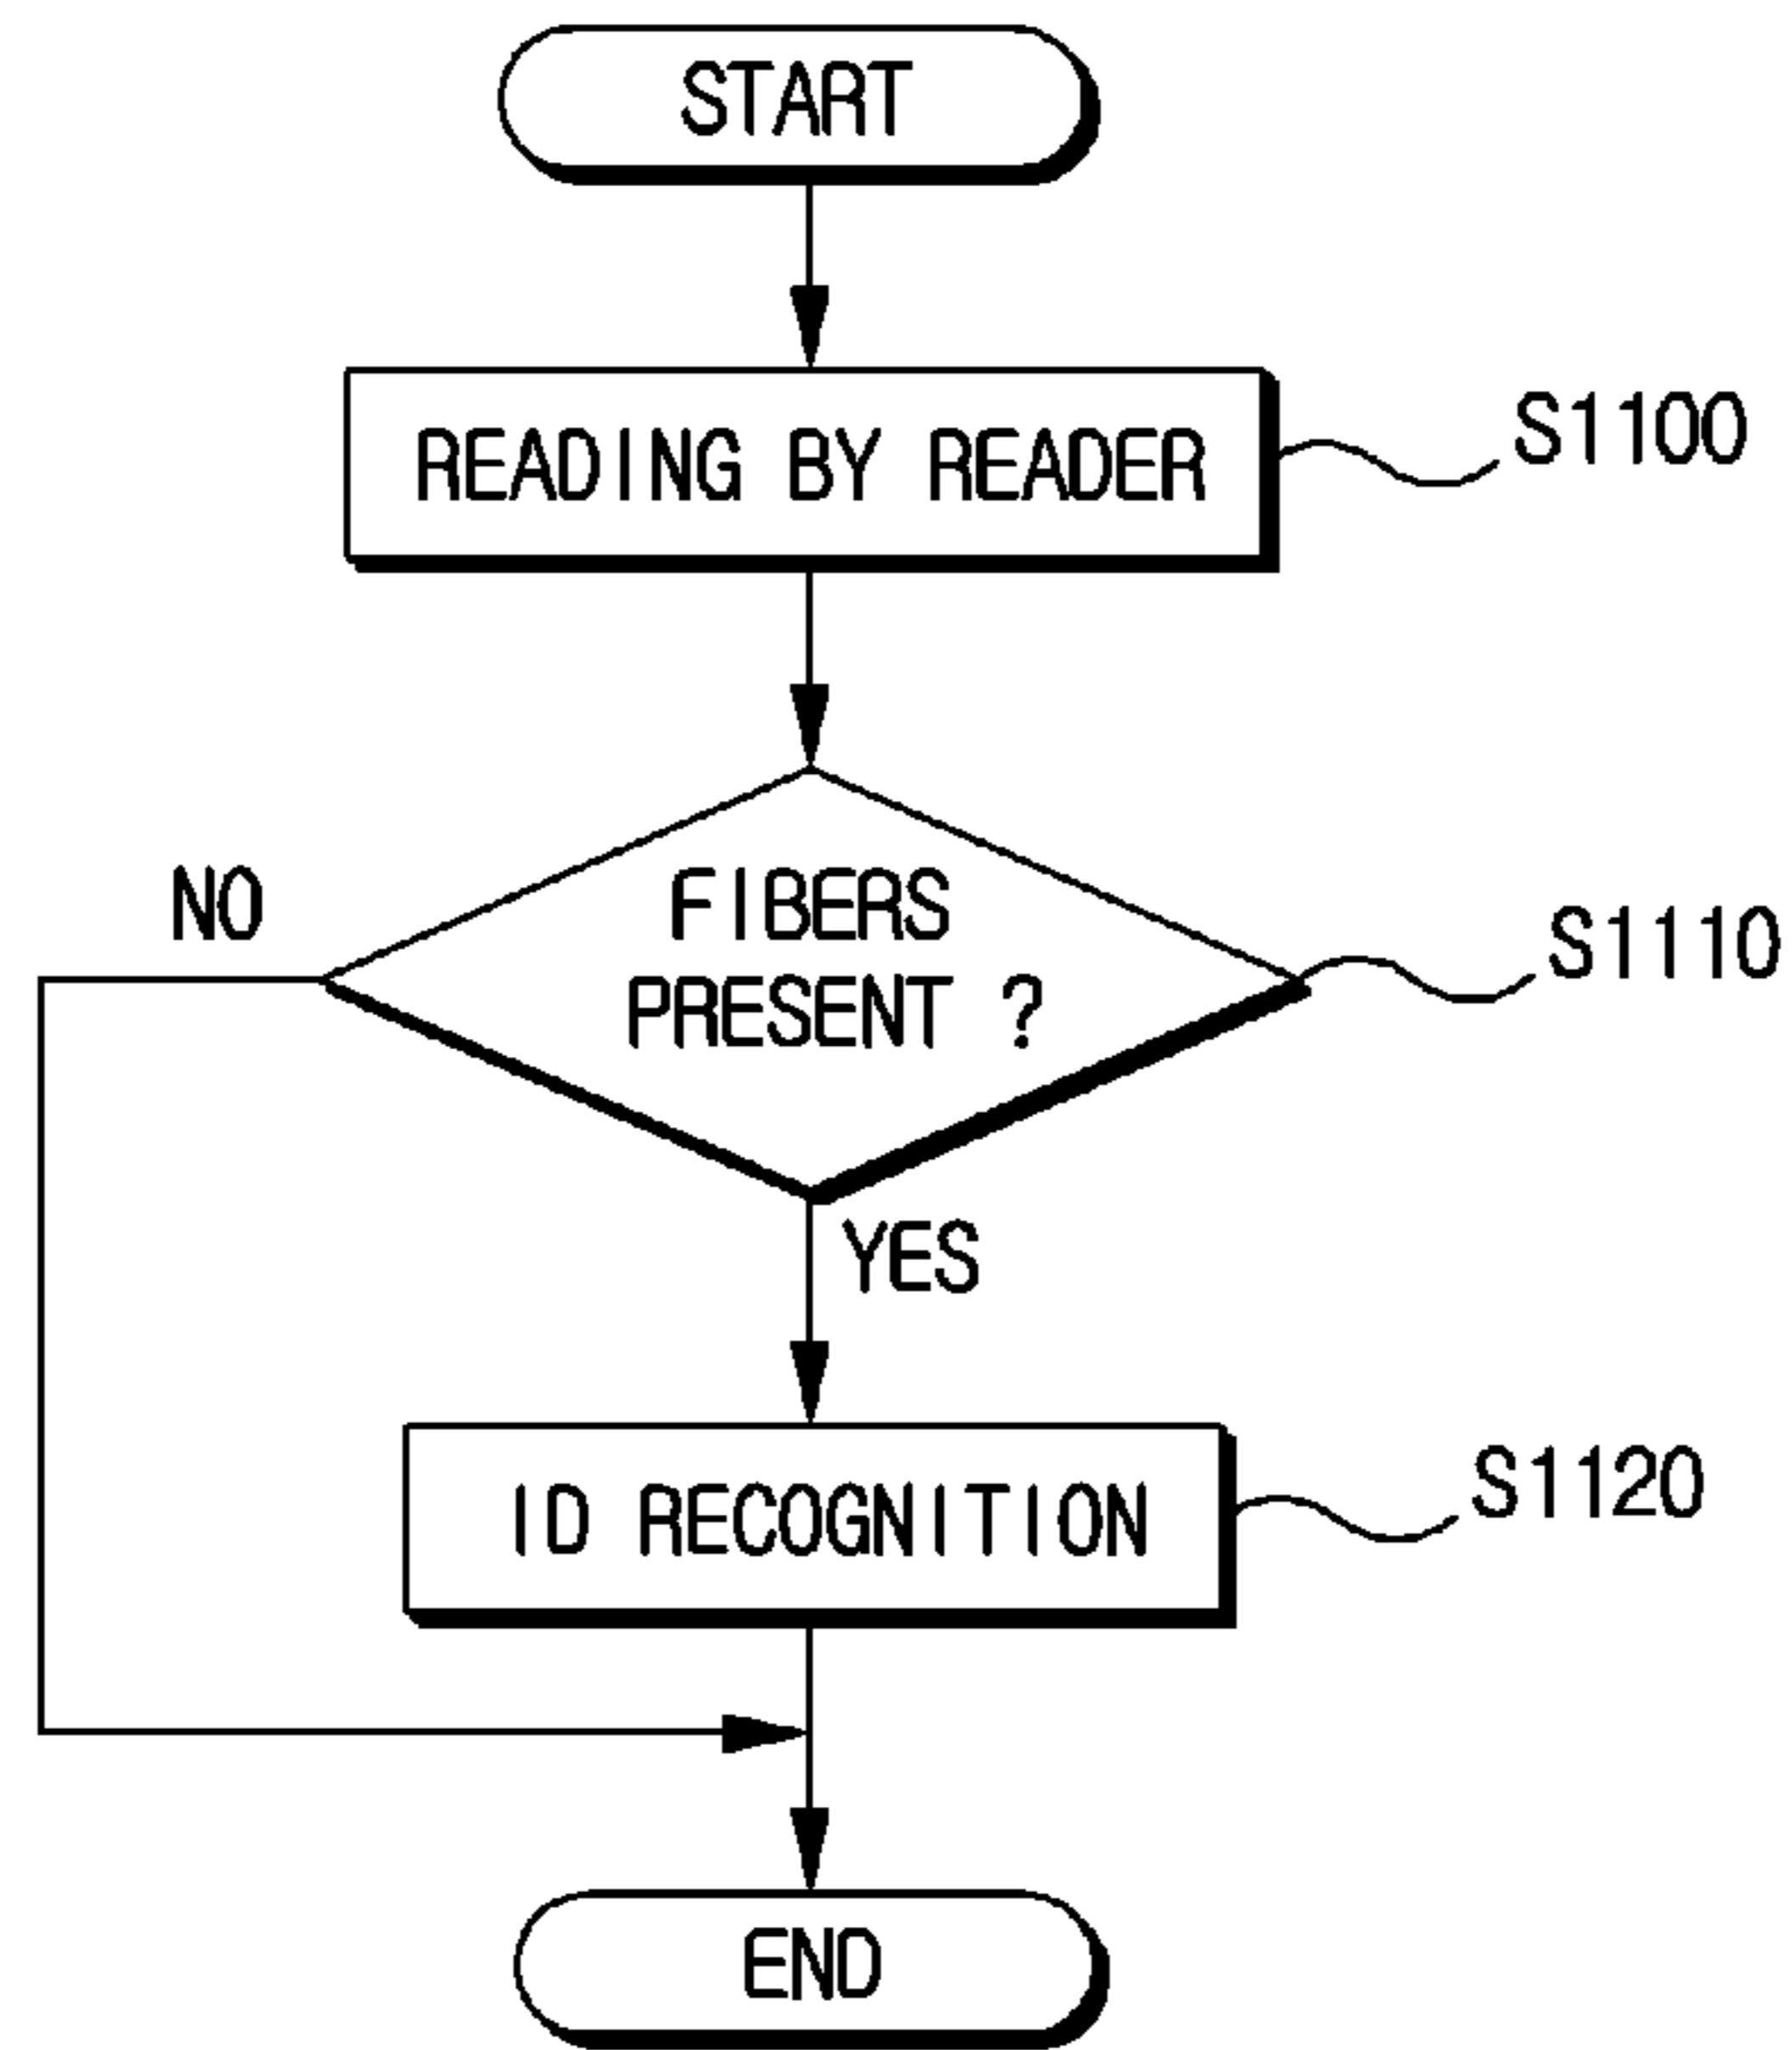 START
READING BY READER
S1100
FIBERS
PRESENT ?
NO
S1110
YES
ID RECOGNITION
S1120
END